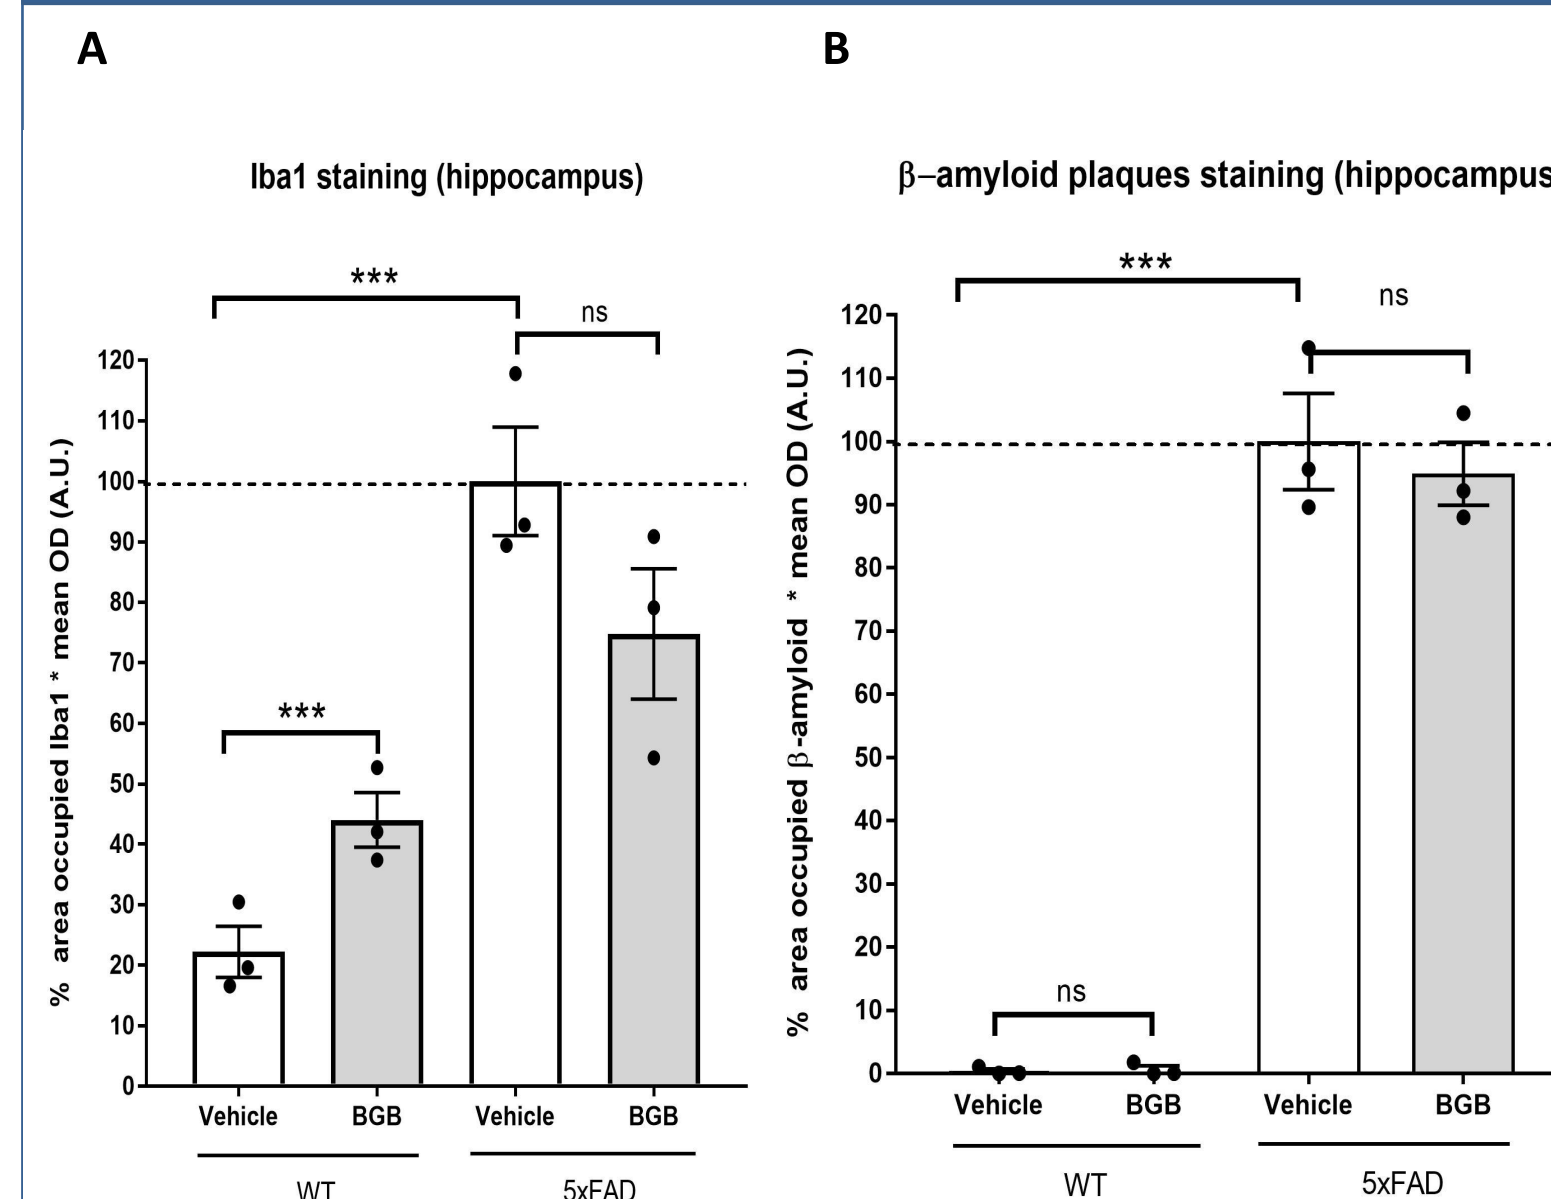 A
B
Iba1 staining (hippocampus)
β–amyloid plaques staining (hippocampus
***
ns
***
120
110
100
90
80
70
60
50
40
30
20
10
0
% area occupied Iba1 * mean OD (A.U.)
Vehicle
BGB
Vehicle
BGB
WT
5xFAD
***
ns
ns
120
110
100
90
80
70
60
50
40
30
20
10
0
% area occupied β-amyloid * mean OD (A.U.)
Vehicle
BGB
Vehicle
BGB
WT
5xFAD